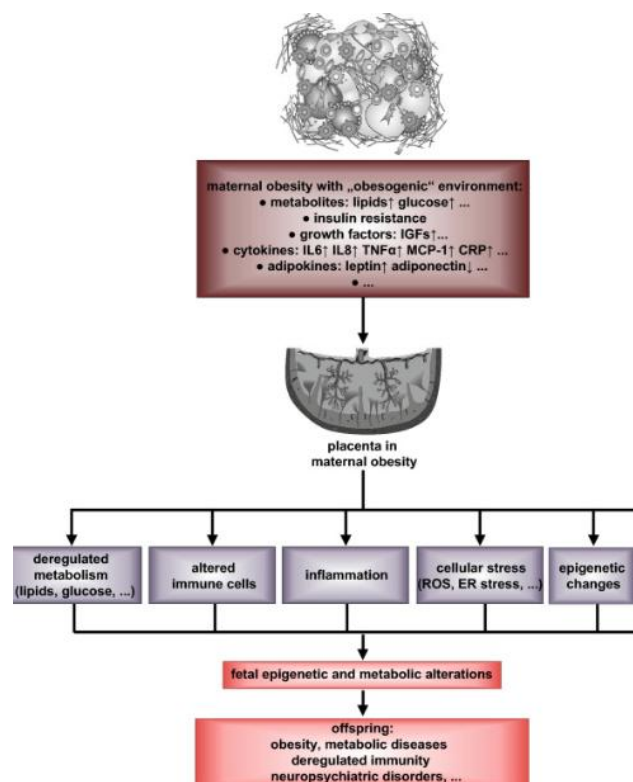 maternal obesity with „obesogenic“ environment:
● metabolites: lipids↑ glucose↑ ...
● insulin resistance
● growth factors: IGFs↑...
● cytokines: IL6↑ IL8↑ TNFα↑ MCP-1↑ CRP↑ ...
● adipokines: leptin↑ adiponectin↓ ...
● ...
placenta in
maternal obesity
deregulated
metabolism
(lipids, glucose, ...)
altered
immune cells
inflammation
cellular stress
(ROS, ER stress, ...)
epigenetic
changes
fetal epigenetic and metabolic alterations
offspring:
obesity, metabolic diseases
deregulated immunity
neuropsychiatric disorders, ...